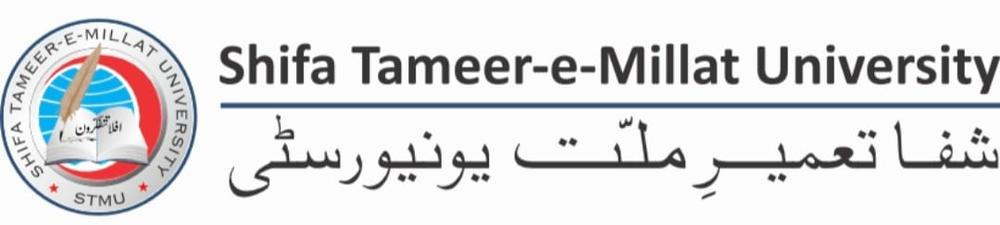 SHIFA TAMEER-E-MILLAT UNIVERSITY
افلا تتفکرون
STMU
Shifa Tameer-e-Millat University
شفا تعمیرِ ملّت یونیورسٹی